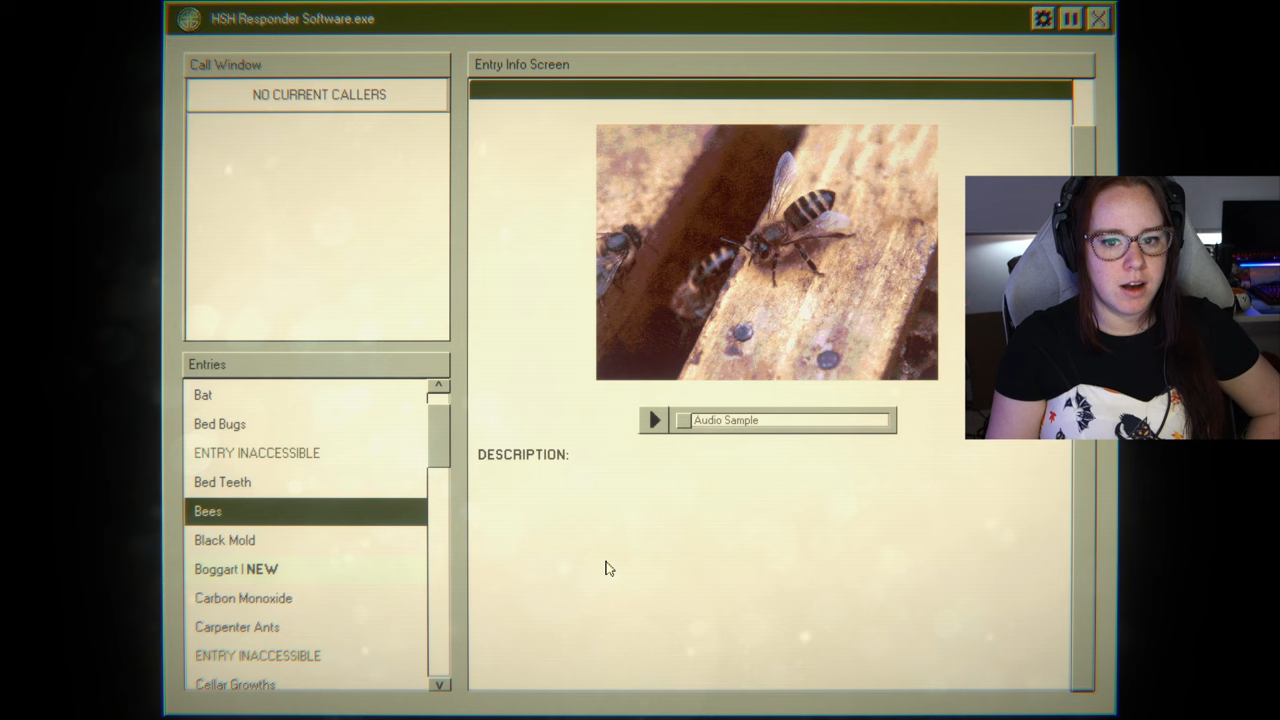 HSH Responder Software.exe
Call Window
NO CURRENT CALLERS
Entries
Bat
Bed Bugs
ENTRY INACCESSIBLE
Bed Teeth
Bees
Black Mold
Boggart | NEW
Carbon Monoxide
Carpenter Ants
ENTRY INACCESSIBLE
Cellar Growths
Entry Info Screen
Audio Sample
DESCRIPTION: